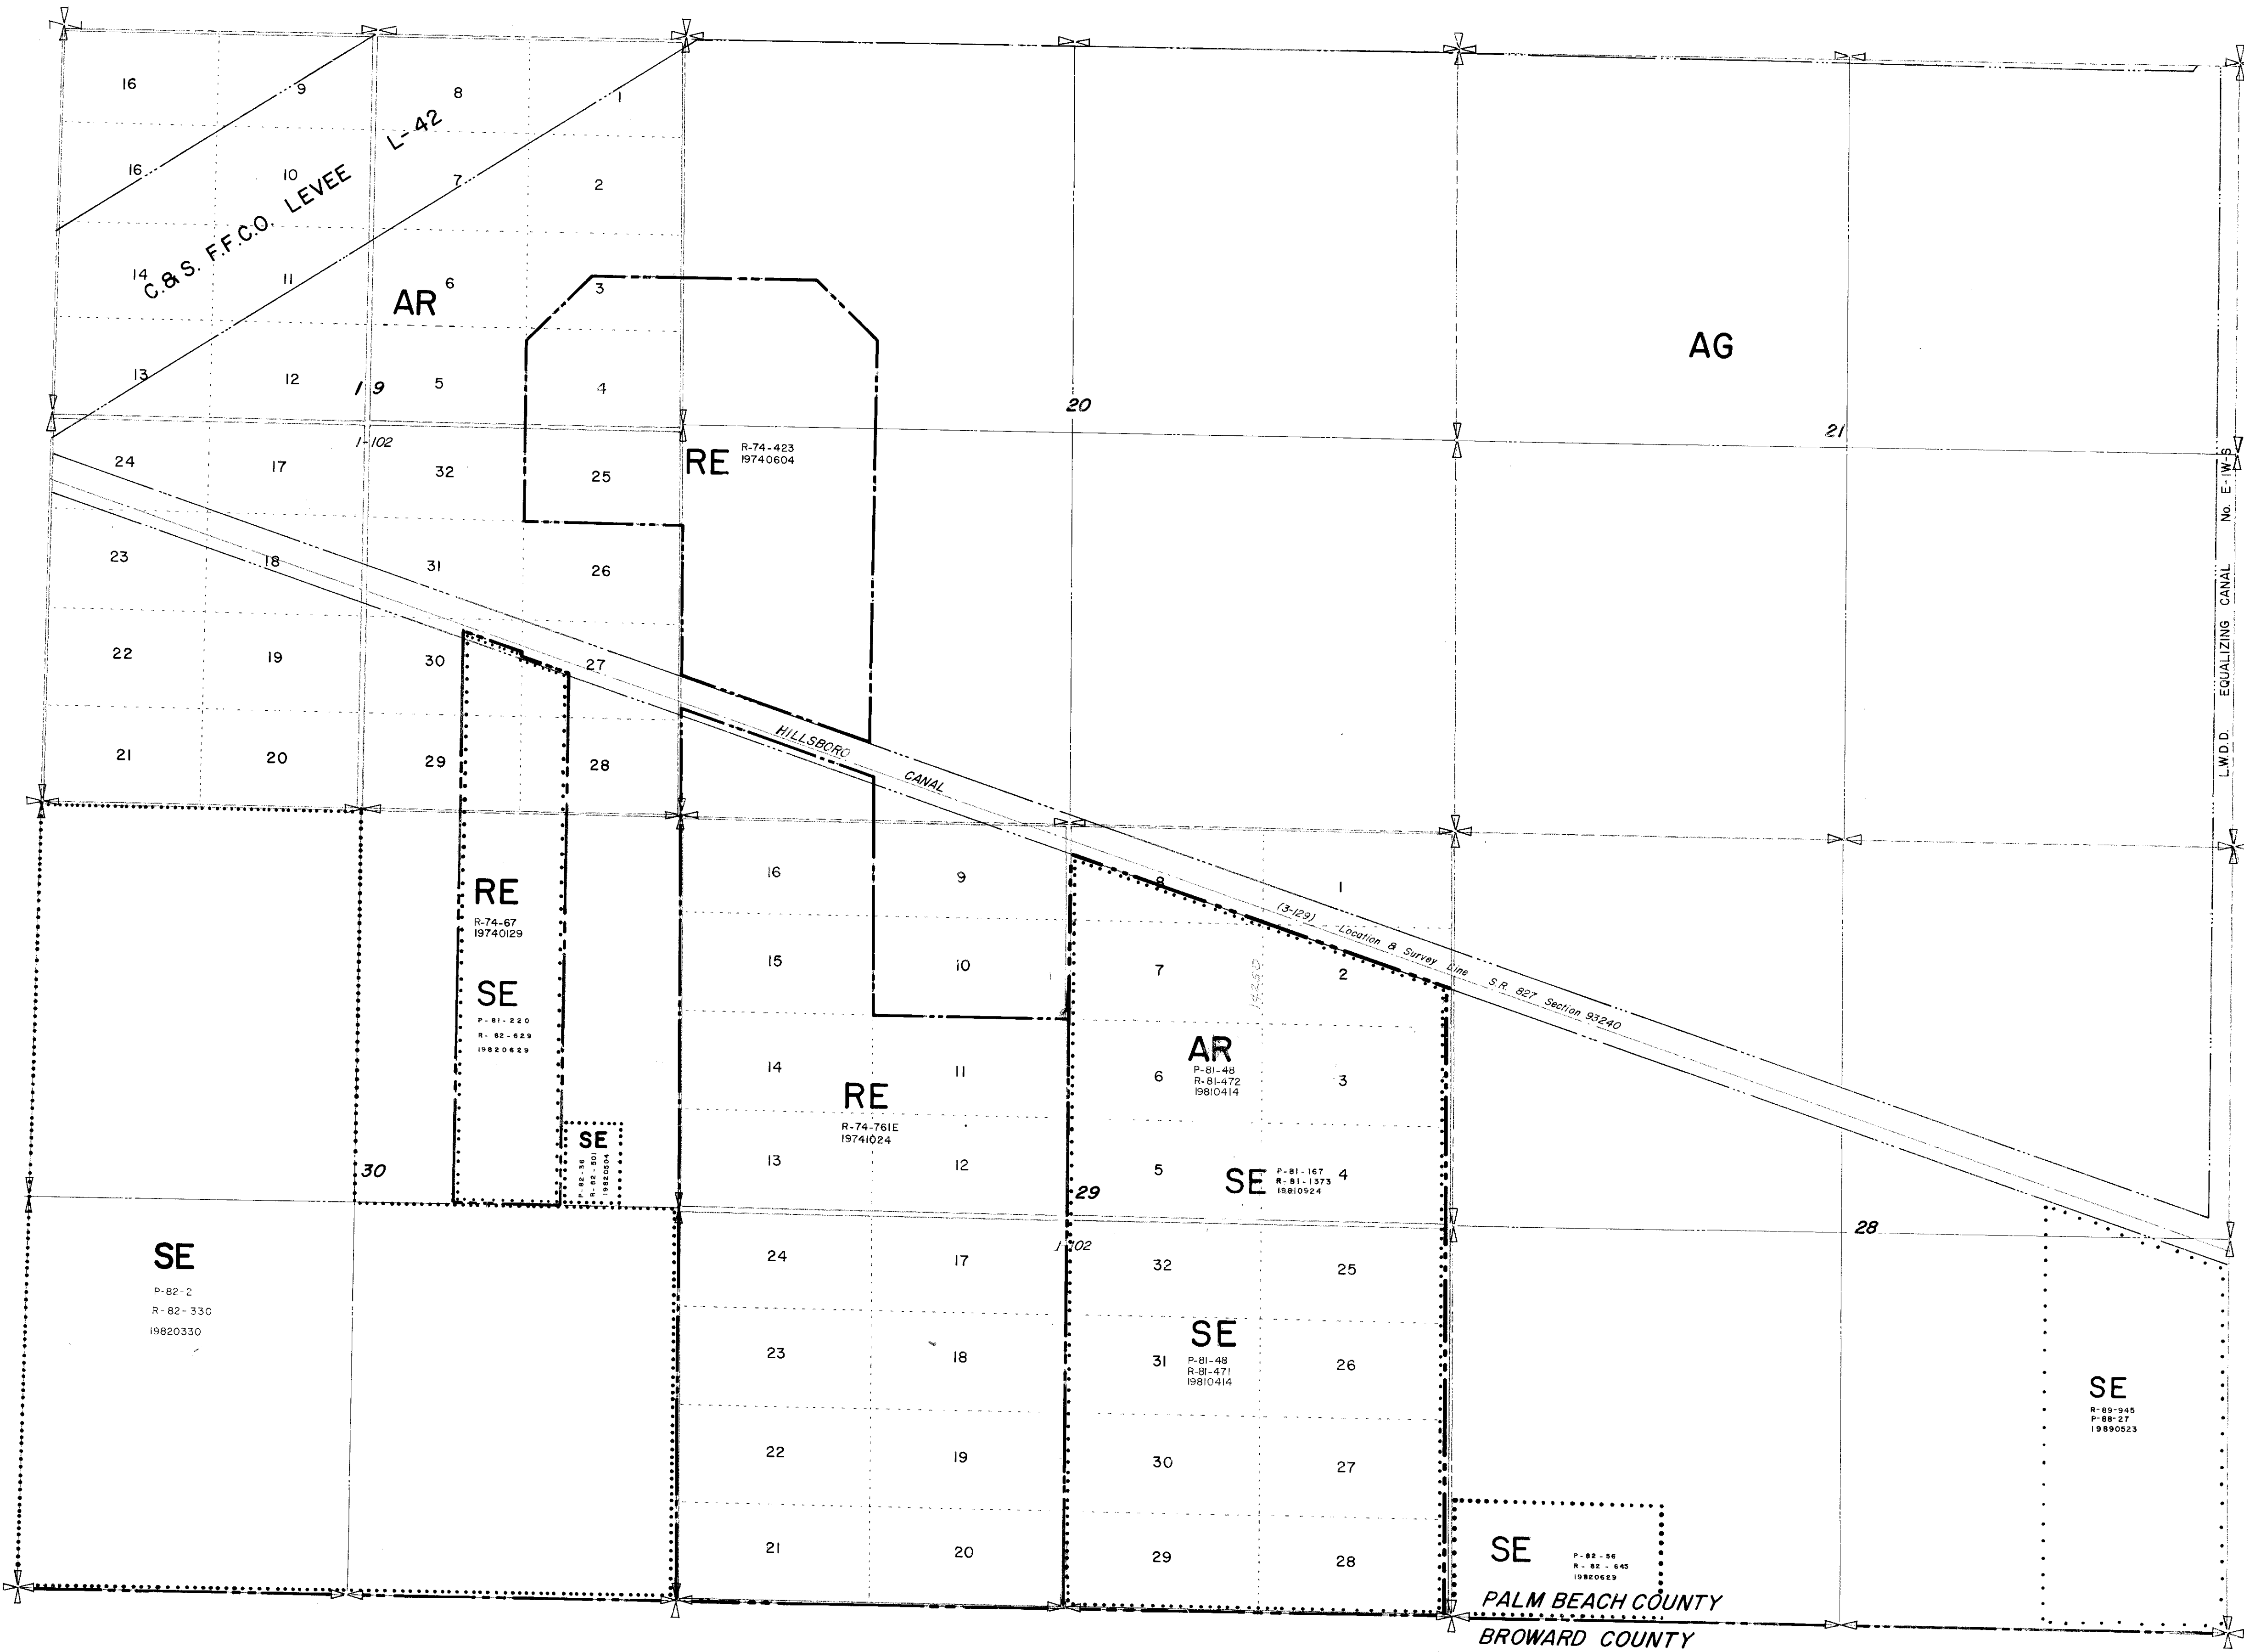 16
9
8
1
C.&S. F.F.C.O. LEVEE L-42
16
10
7
2
14
11
AR
6
3
13
12
19
5
4
20
AG
21
1-102
24
17
32
25
RE
R-74-423
19740604
23
18
31
26
L.W.D.D. EQUALIZING CANAL No. E-1W-S
22
19
30
27
21
20
29
28
HILLSBORO CANAL
16
9
8
1
(3-129)
Location & Survey Line S.R. 827 Section 93240
RE
R-74-67
19740129
SE
P-81-220
R-82-629
19820629
15
10
7
2
14250
14
11
6
3
AR
P-81-48
R-81-472
19810414
RE
R-74-761E
19741024
SE
P-82-36
R-82-501
19820504
13
12
5
4
SE
P-81-167
R-81-1373
19810924
30
29
28
1-102
SE
P-82-2
R-82-330
19820330
24
17
32
25
23
18
31
26
SE
P-81-48
R-81-471
19810414
SE
R-89-945
P-88-27
19890523
22
19
30
27
21
20
29
28
SE
P-82-56
R-82-645
19820629
PALM BEACH COUNTY
BROWARD COUNTY